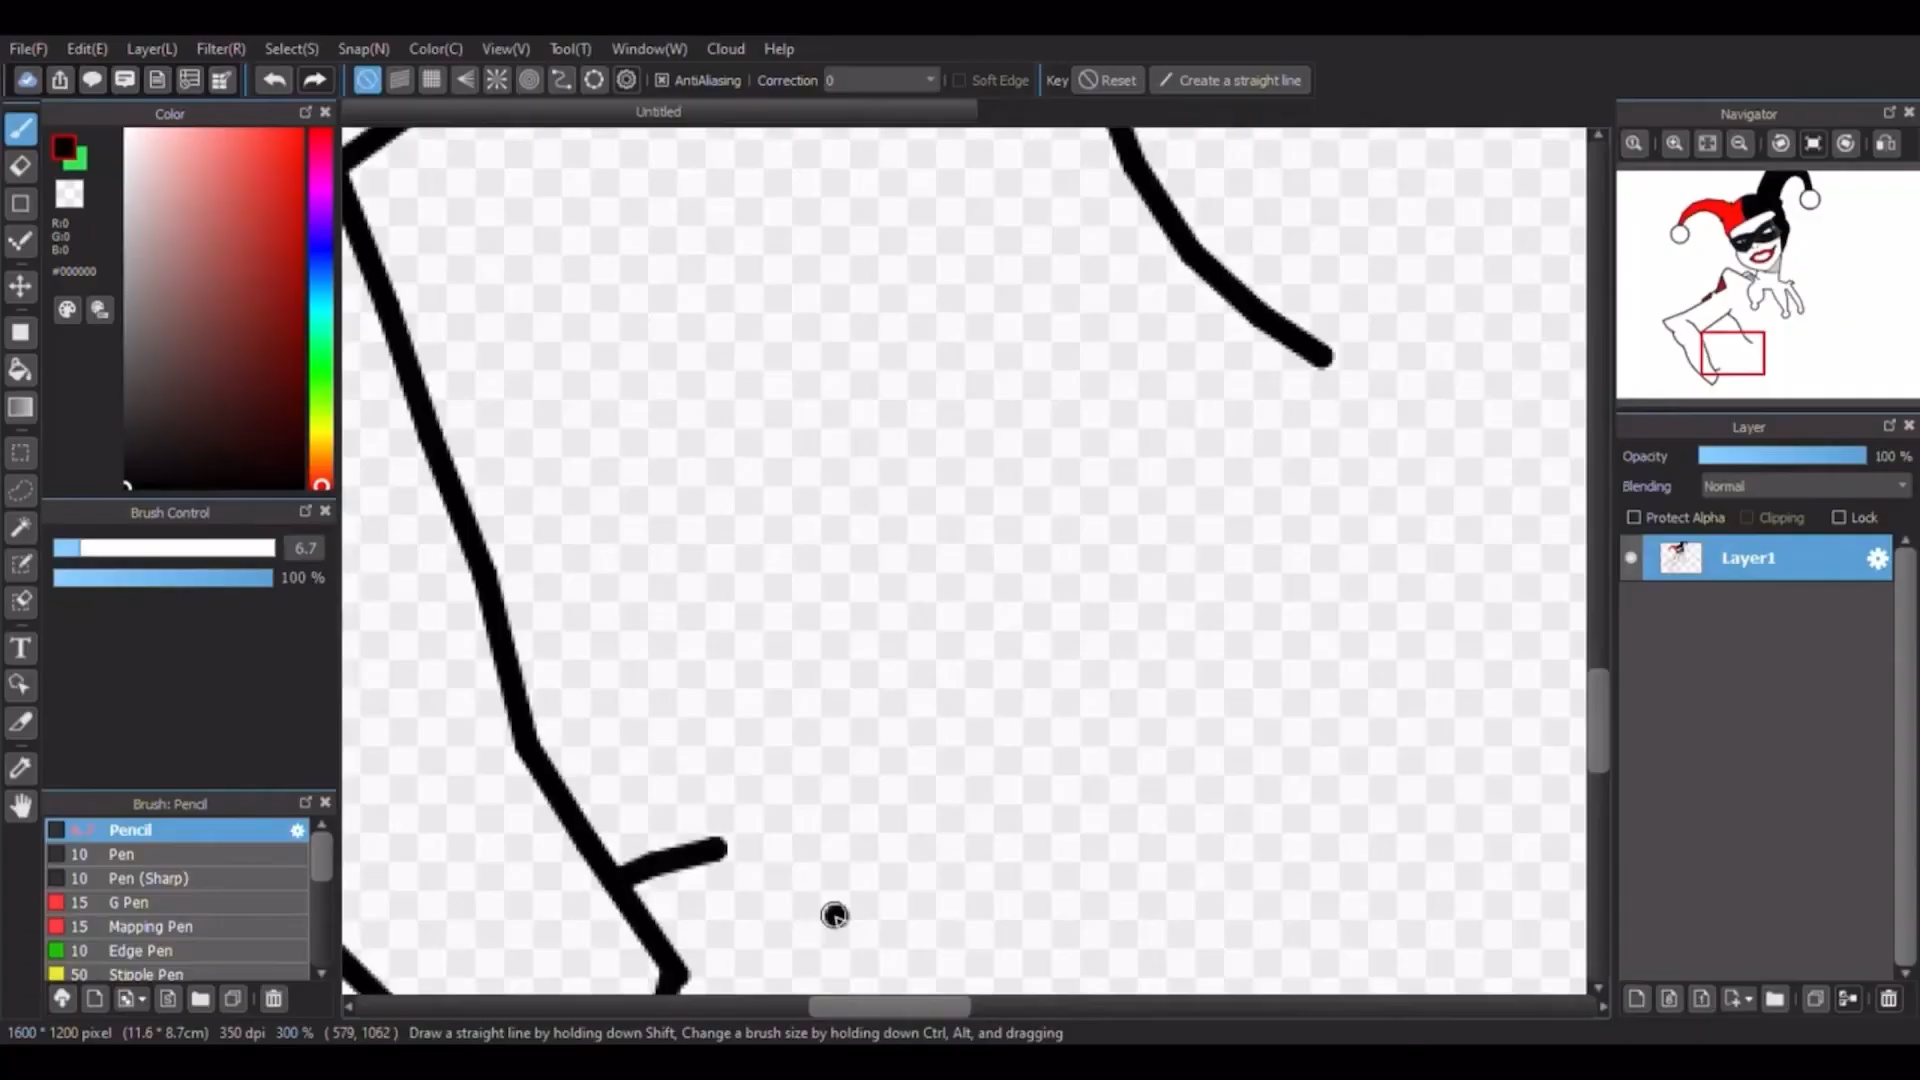 File(F) Edit(E) Layer(L) Filter(R) Select(S) Snap(N) Color(C) View(V) Tool(T) Window(W) Cloud Help
AntiAliasing Correction 0 Soft Edge Key Reset Create a straight line
Color
Untitled
Navigator
R:0
G:0
B:0
#000000
Layer
Opacity 100 %
Blending Normal
Protect Alpha Clipping Lock
Layer1
Brush Control
6.7
100 %
Brush: Pencil
Pencil
10 Pen
10 Pen (Sharp)
15 G Pen
15 Mapping Pen
10 Edge Pen
50 Stipple Pen
1600 * 1200 pixel (11.6 * 8.7cm) 350 dpi 300 % ( 579, 1062 ) Draw a straight line by holding down Shift, Change a brush size by holding down Ctrl, Alt, and dragging